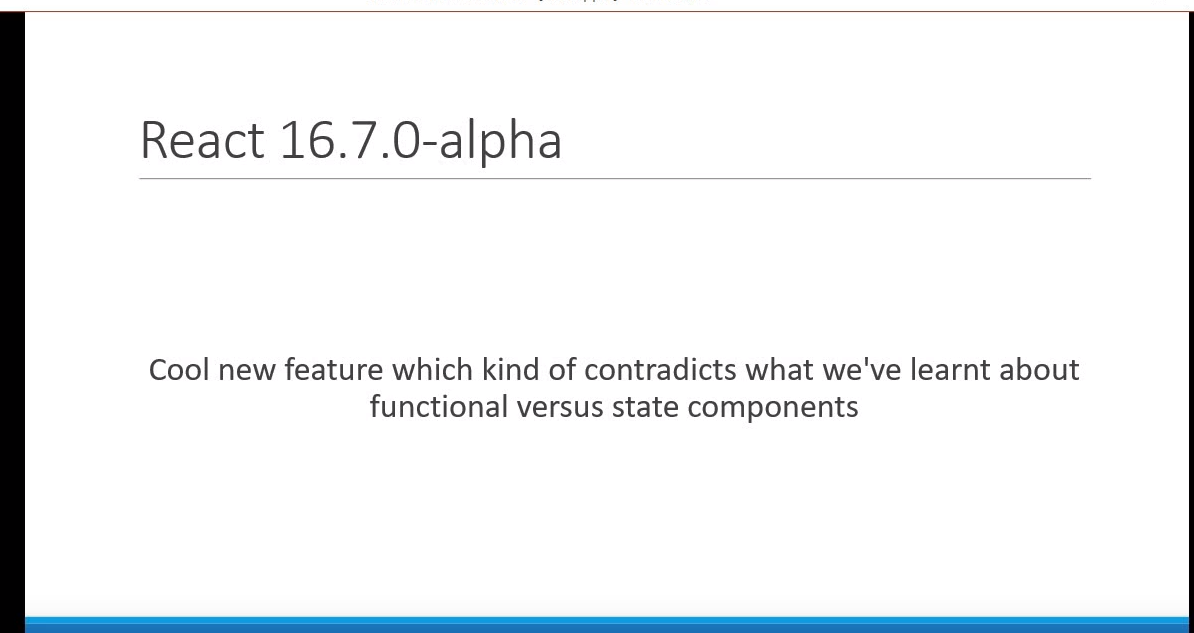 React 16.7.0-alpha
Cool new feature which kind of contradicts what we've learnt about
functional versus state components